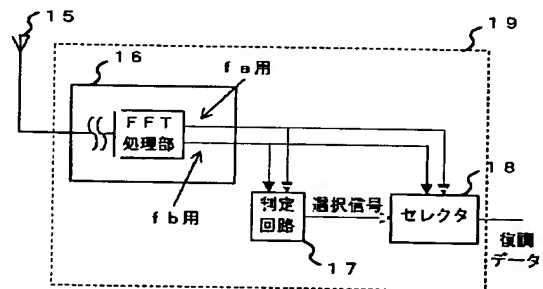 15
19
16
fa用
FFT
処理部
fb用
18
判定
回路
選択信号
セレクタ
17
復調
データ